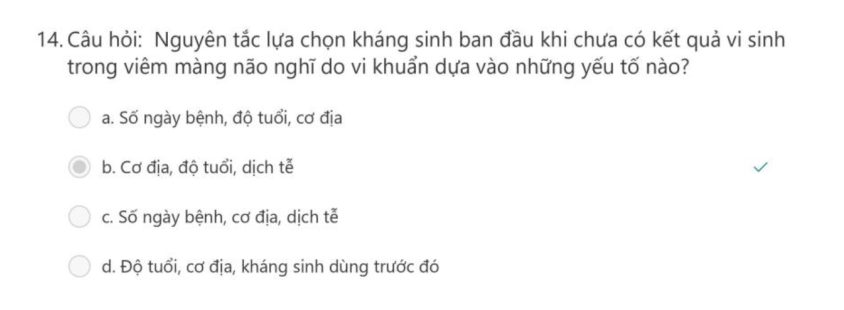 14. Câu hỏi: Nguyên tắc lựa chọn kháng sinh ban đầu khi chưa có kết quả vi sinh
trong viêm màng não nghĩ do vi khuẩn dựa vào những yếu tố nào?
a. Số ngày bệnh, độ tuổi, cơ địa
b. Cơ địa, độ tuổi, dịch tễ
c. Số ngày bệnh, cơ địa, dịch tễ
d. Độ tuổi, cơ địa, kháng sinh dùng trước đó